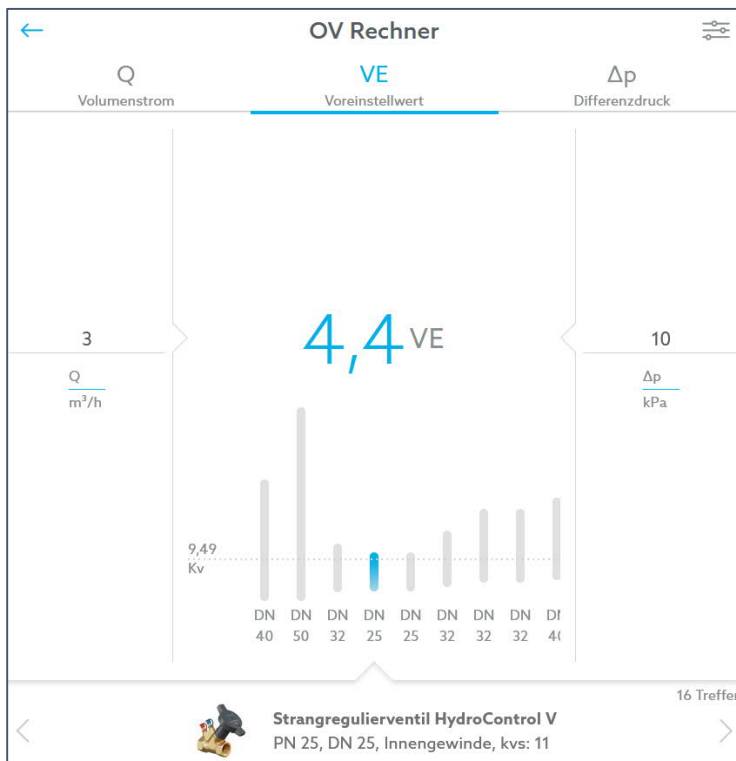 OV Rechner
Q
Volumenstrom
VE
Voreinstellwert
Δp
Differenzdruck
3
Q
m³/h
4,4 VE
10
Δp
kPa
9,49
Kv
DN DN DN DN DN DN DN DN
40 50 32 25 25 32 32 32
16 Treffer
Strangregulierventil HydroControl V
PN 25, DN 25, Innengewinde, kvs: 11